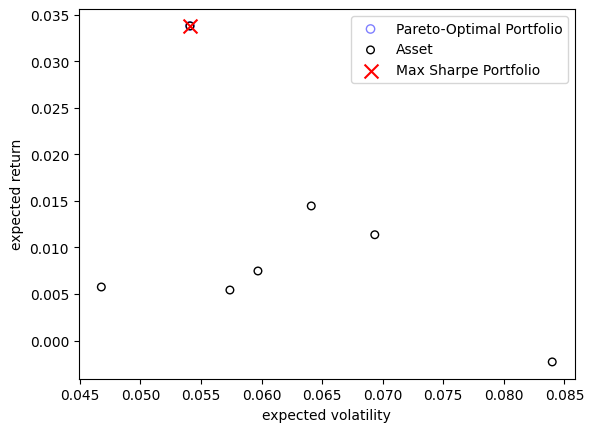 0.035
0.030
0.025
0.020
0.015
0.010
0.005
0.000
expected return
Pareto-Optimal Portfolio
Asset
Max Sharpe Portfolio
0.045 0.050 0.055 0.060 0.065 0.070 0.075 0.080 0.085
expected volatility